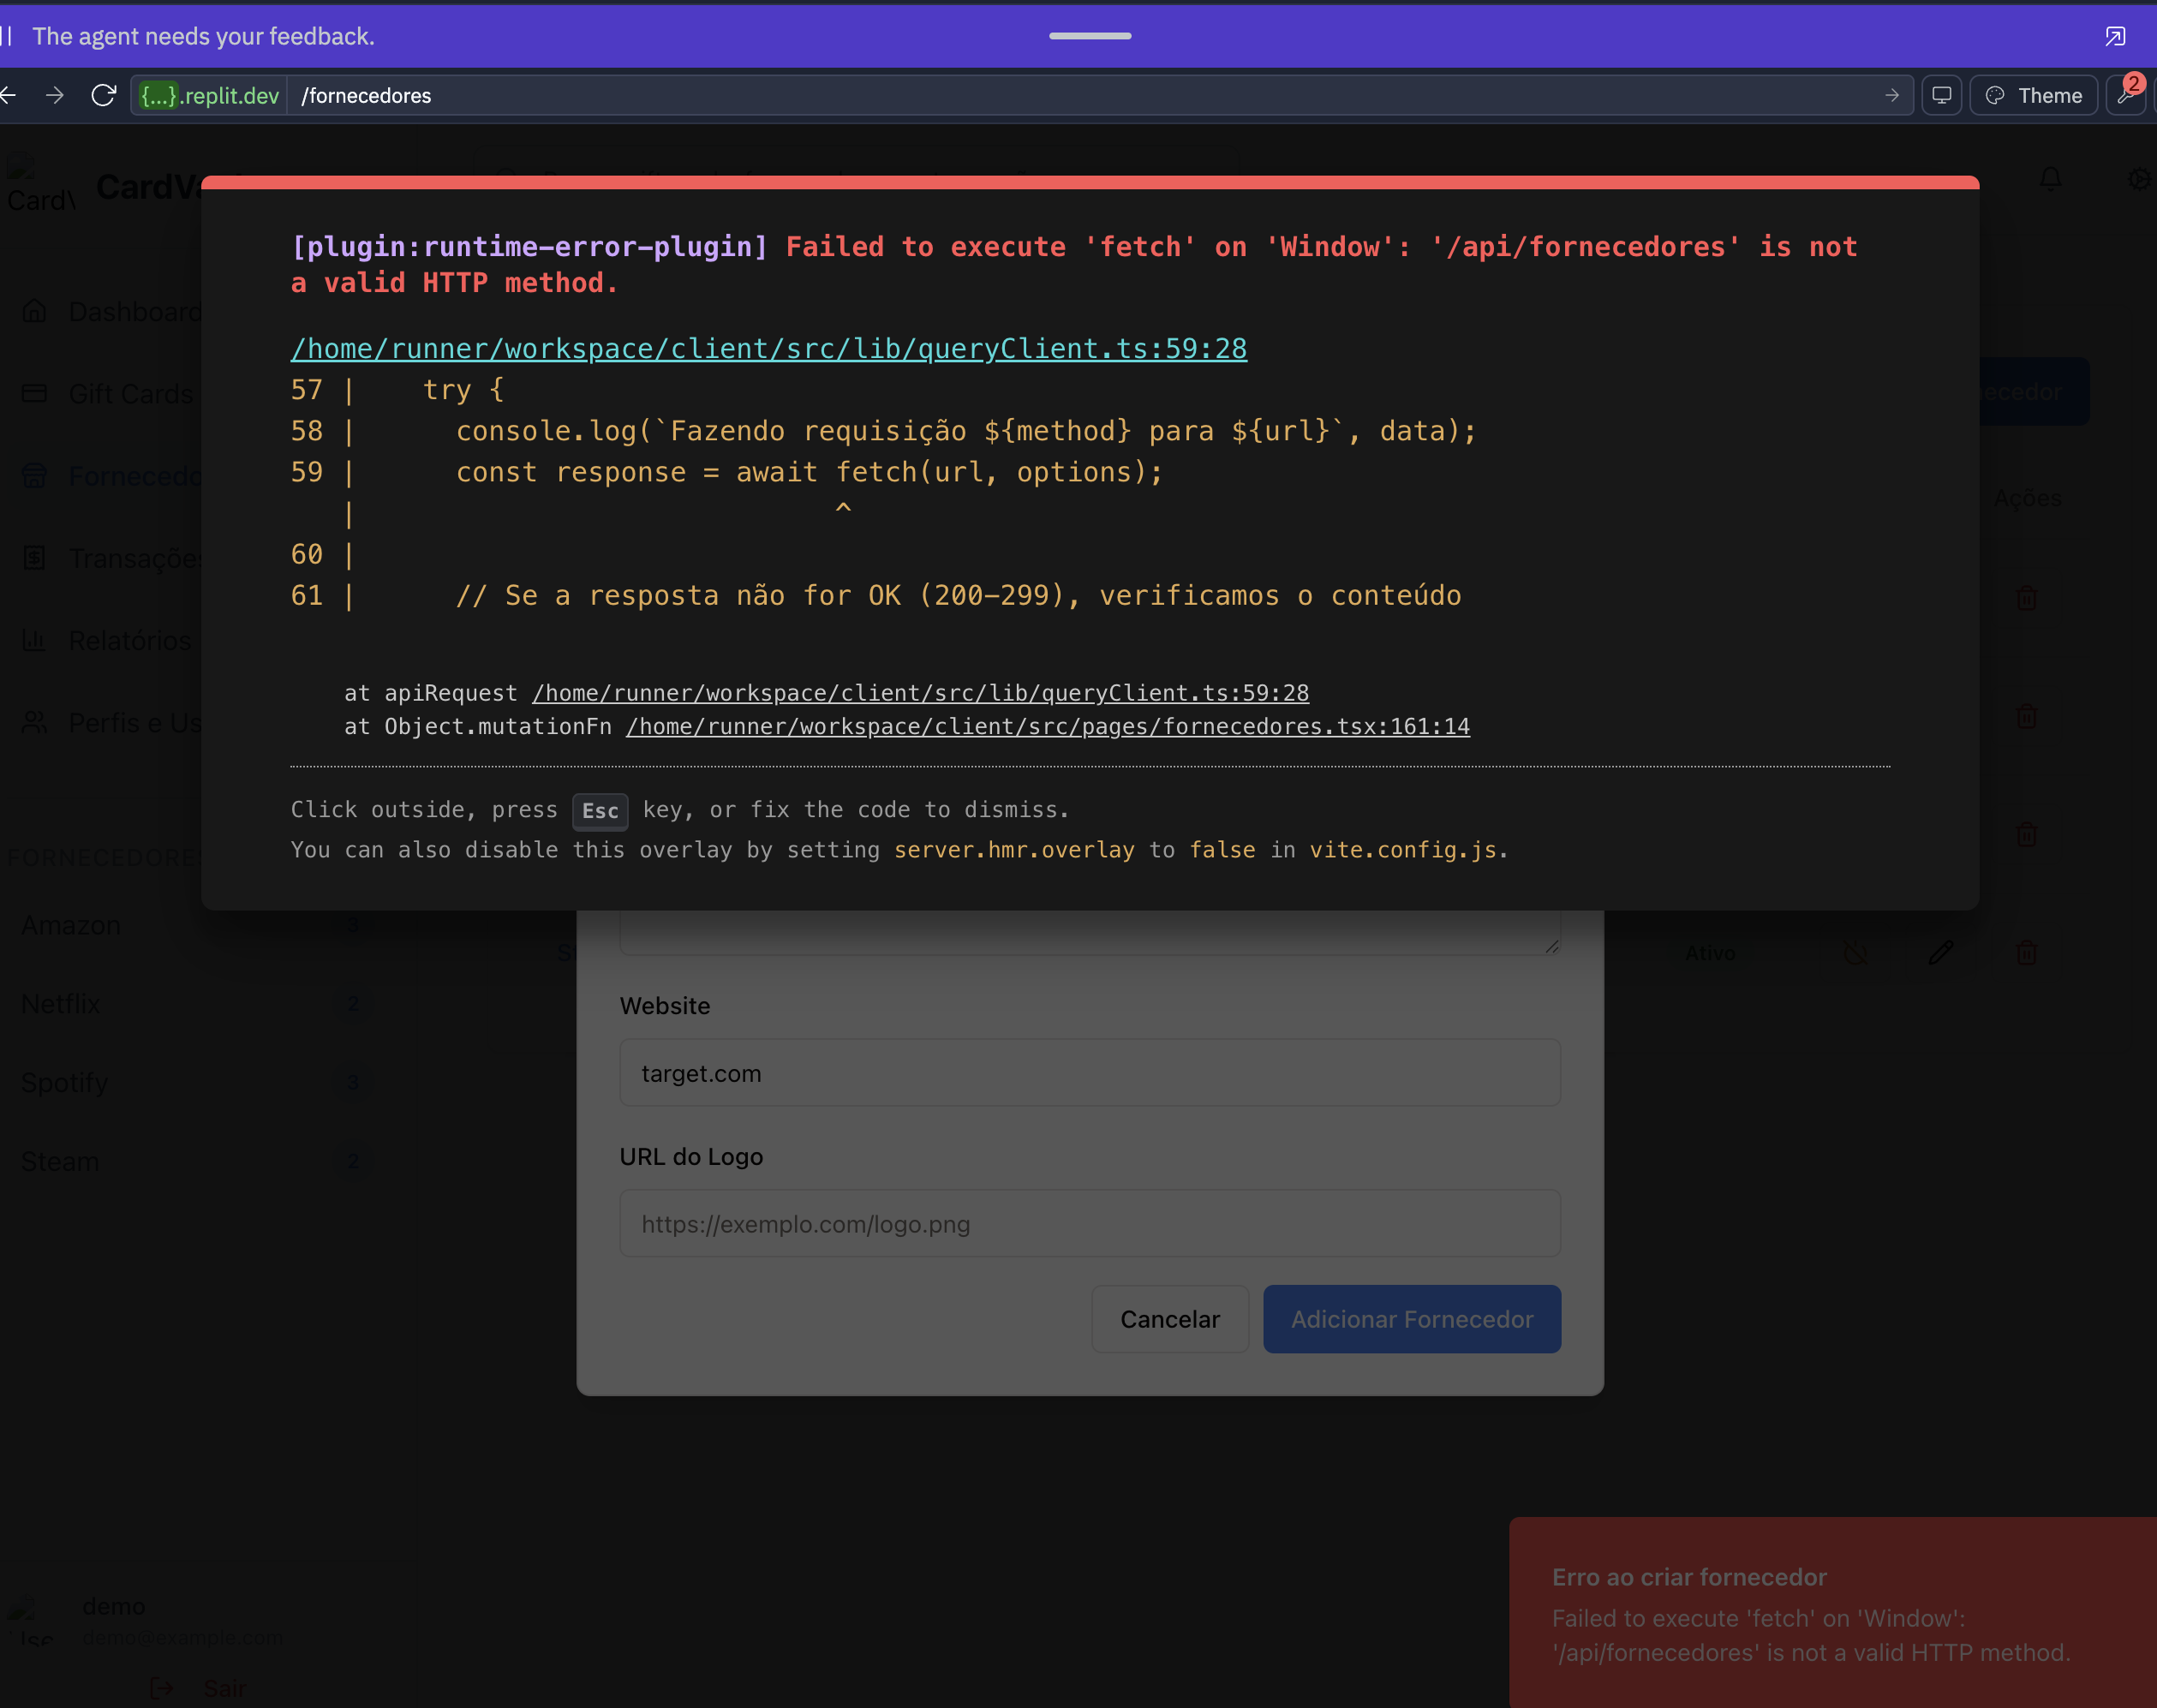 The agent needs your feedback.
{...}.replit.dev /fornecedores
Theme
2
Card\ CardVa
[plugin:runtime-error-plugin] Failed to execute 'fetch' on 'Window': '/api/fornecedores' is not
a valid HTTP method.
/home/runner/workspace/client/src/lib/queryClient.ts:59:28
57 |    try {
58 |      console.log(`Fazendo requisição ${method} para ${url}`, data);
59 |      const response = await fetch(url, options);
|                             ^
60 |
61 |      // Se a resposta não for OK (200-299), verificamos o conteúdo
at apiRequest /home/runner/workspace/client/src/lib/queryClient.ts:59:28
at Object.mutationFn /home/runner/workspace/client/src/pages/fornecedores.tsx:161:14
Click outside, press Esc key, or fix the code to dismiss.
You can also disable this overlay by setting server.hmr.overlay to false in vite.config.js.
Dashboard
Gift Cards
Fornecedo
Transações
Relatórios
Perfis e Us
FORNECEDORES
Amazon 3
Netflix 2
Spotify 3
Steam 2
demo
demo@example.com
Sair
ecedor
Ações
Ativo
Website
target.com
URL do Logo
https://exemplo.com/logo.png
Cancelar
Adicionar Fornecedor
Erro ao criar fornecedor
Failed to execute 'fetch' on 'Window':
'/api/fornecedores' is not a valid HTTP method.